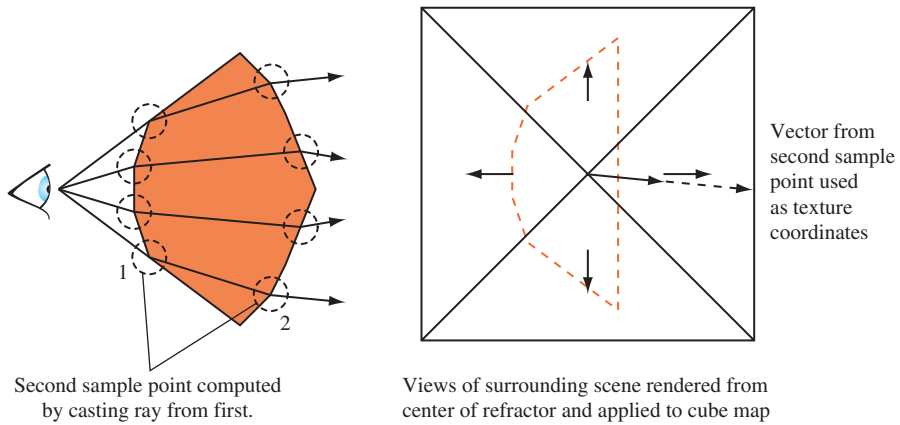 1
2
Second sample point computed
by casting ray from first.
Vector from
second sample
point used
as texture
coordinates
Views of surrounding scene rendered from
center of refractor and applied to cube map